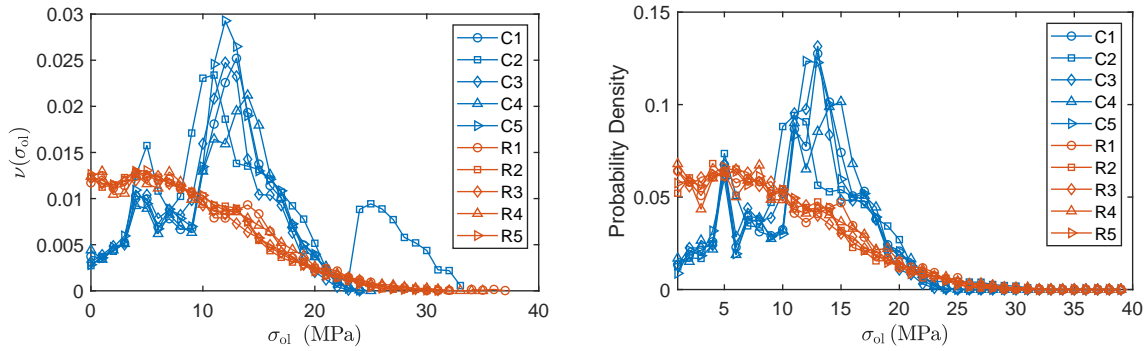 0.03
0.025
0.02
0.015
0.01
0.005
0
ν(σol)
0 10 20 30 40
σol (MPa)
C1
C2
C3
C4
C5
R1
R2
R3
R4
R5
0.15
0.1
0.05
0
Probability Density
5 10 15 20 25 30 35 40
σol (MPa)
C1
C2
C3
C4
C5
R1
R2
R3
R4
R5